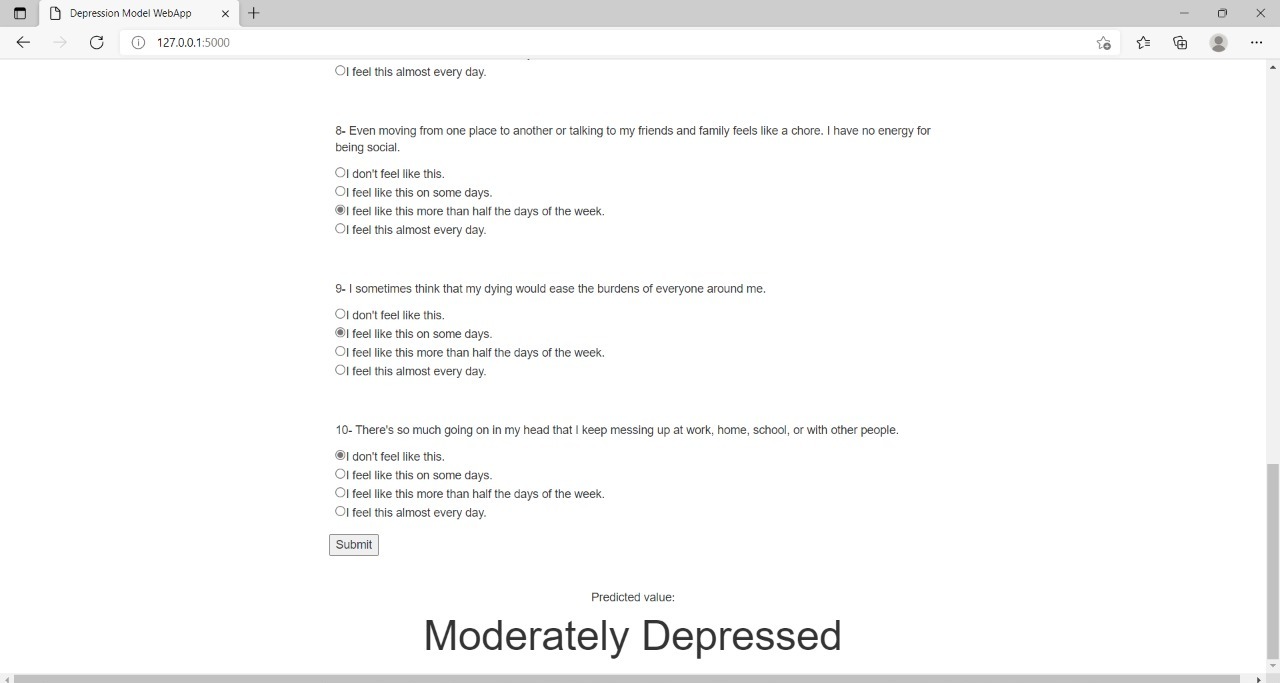 Depression Model WebApp
127.0.0.1:5000
I feel this almost every day.
8- Even moving from one place to another or talking to my friends and family feels like a chore. I have no energy for
being social.
I don't feel like this.
I feel like this on some days.
I feel like this more than half the days of the week.
I feel this almost every day.
9- I sometimes think that my dying would ease the burdens of everyone around me.
I don't feel like this.
I feel like this on some days.
I feel like this more than half the days of the week.
I feel this almost every day.
10- There's so much going on in my head that I keep messing up at work, home, school, or with other people.
I don't feel like this.
I feel like this on some days.
I feel like this more than half the days of the week.
I feel this almost every day.
Submit
Predicted value:
Moderately Depressed